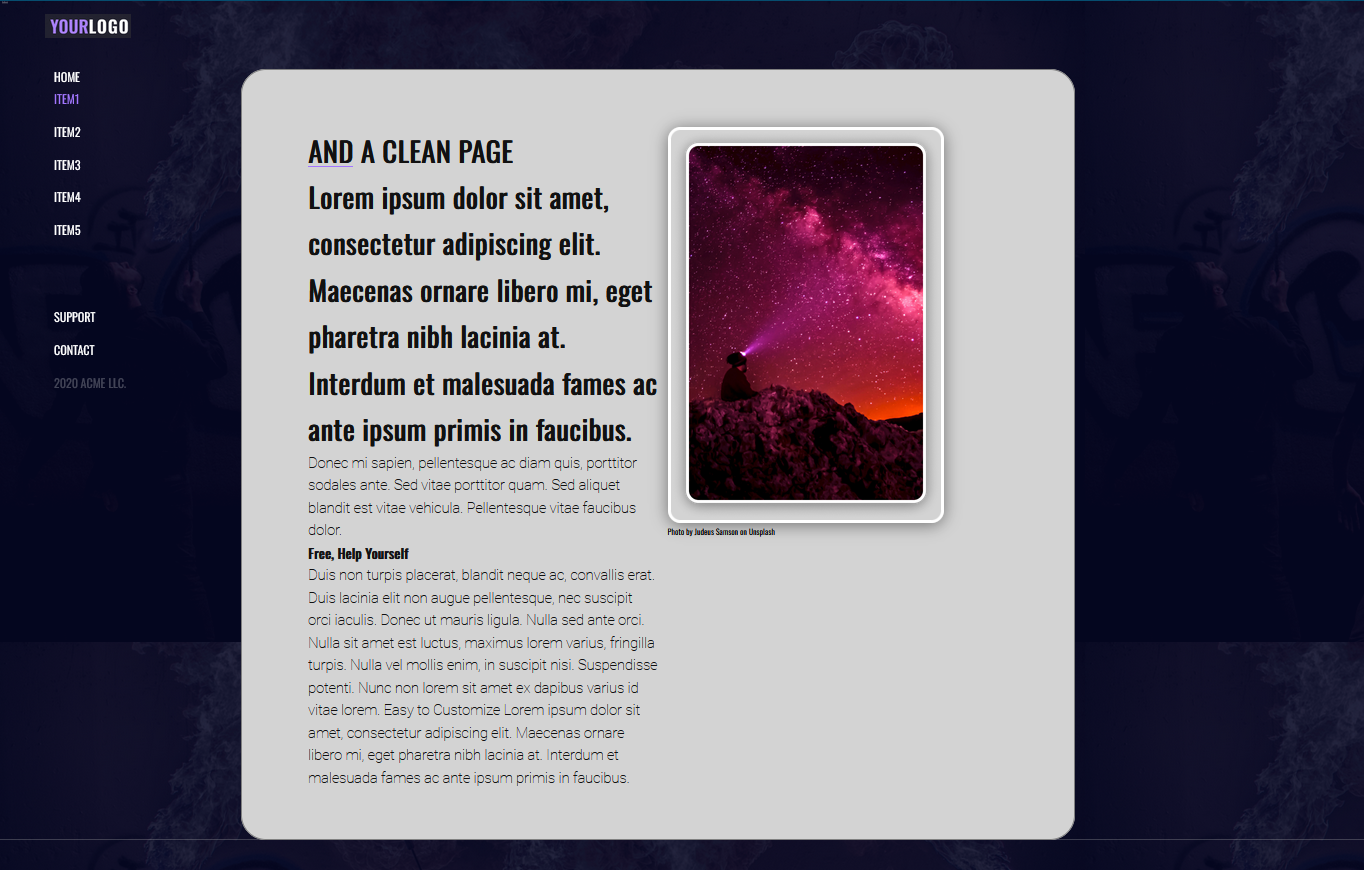 YOURLOGO
HOME
ITEM1
ITEM2
ITEM3
ITEM4
ITEM5
SUPPORT
CONTACT
2020 ACME LLC.
AND A CLEAN PAGE
Lorem ipsum dolor sit amet,
consectetur adipiscing elit.
Maecenas ornare libero mi, eget
pharetra nibh lacinia at.
Interdum et malesuada fames ac
ante ipsum primis in faucibus.
Donec mi sapien, pellentesque ac diam quis, porttitor
sodales ante. Sed vitae porttitor quam. Sed aliquet
blandit est vitae vehicula. Pellentesque vitae faucibus
dolor.
Free, Help Yourself
Duis non turpis placerat, blandit neque ac, convallis erat.
Duis lacinia elit non augue pellentesque, nec suscipit
orci iaculis. Donec ut mauris ligula. Nulla sed ante orci.
Nulla sit amet est luctus, maximus lorem varius, fringilla
turpis. Nulla vel mollis enim, in suscipit nisi. Suspendisse
potenti. Nunc non lorem sit amet ex dapibus varius id
vitae lorem. Easy to Customize Lorem ipsum dolor sit
amet, consectetur adipiscing elit. Maecenas ornare
libero mi, eget pharetra nibh lacinia at. Interdum et
malesuada fames ac ante ipsum primis in faucibus.
Photo by Judeus Samson on Unsplash